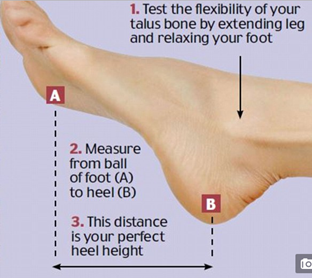 1. Test the flexibility of your
talus bone by extending leg
and relaxing your foot
A
2. Measure
from ball
of foot (A)
to heel (B)
B
3. This distance
is your perfect
heel height